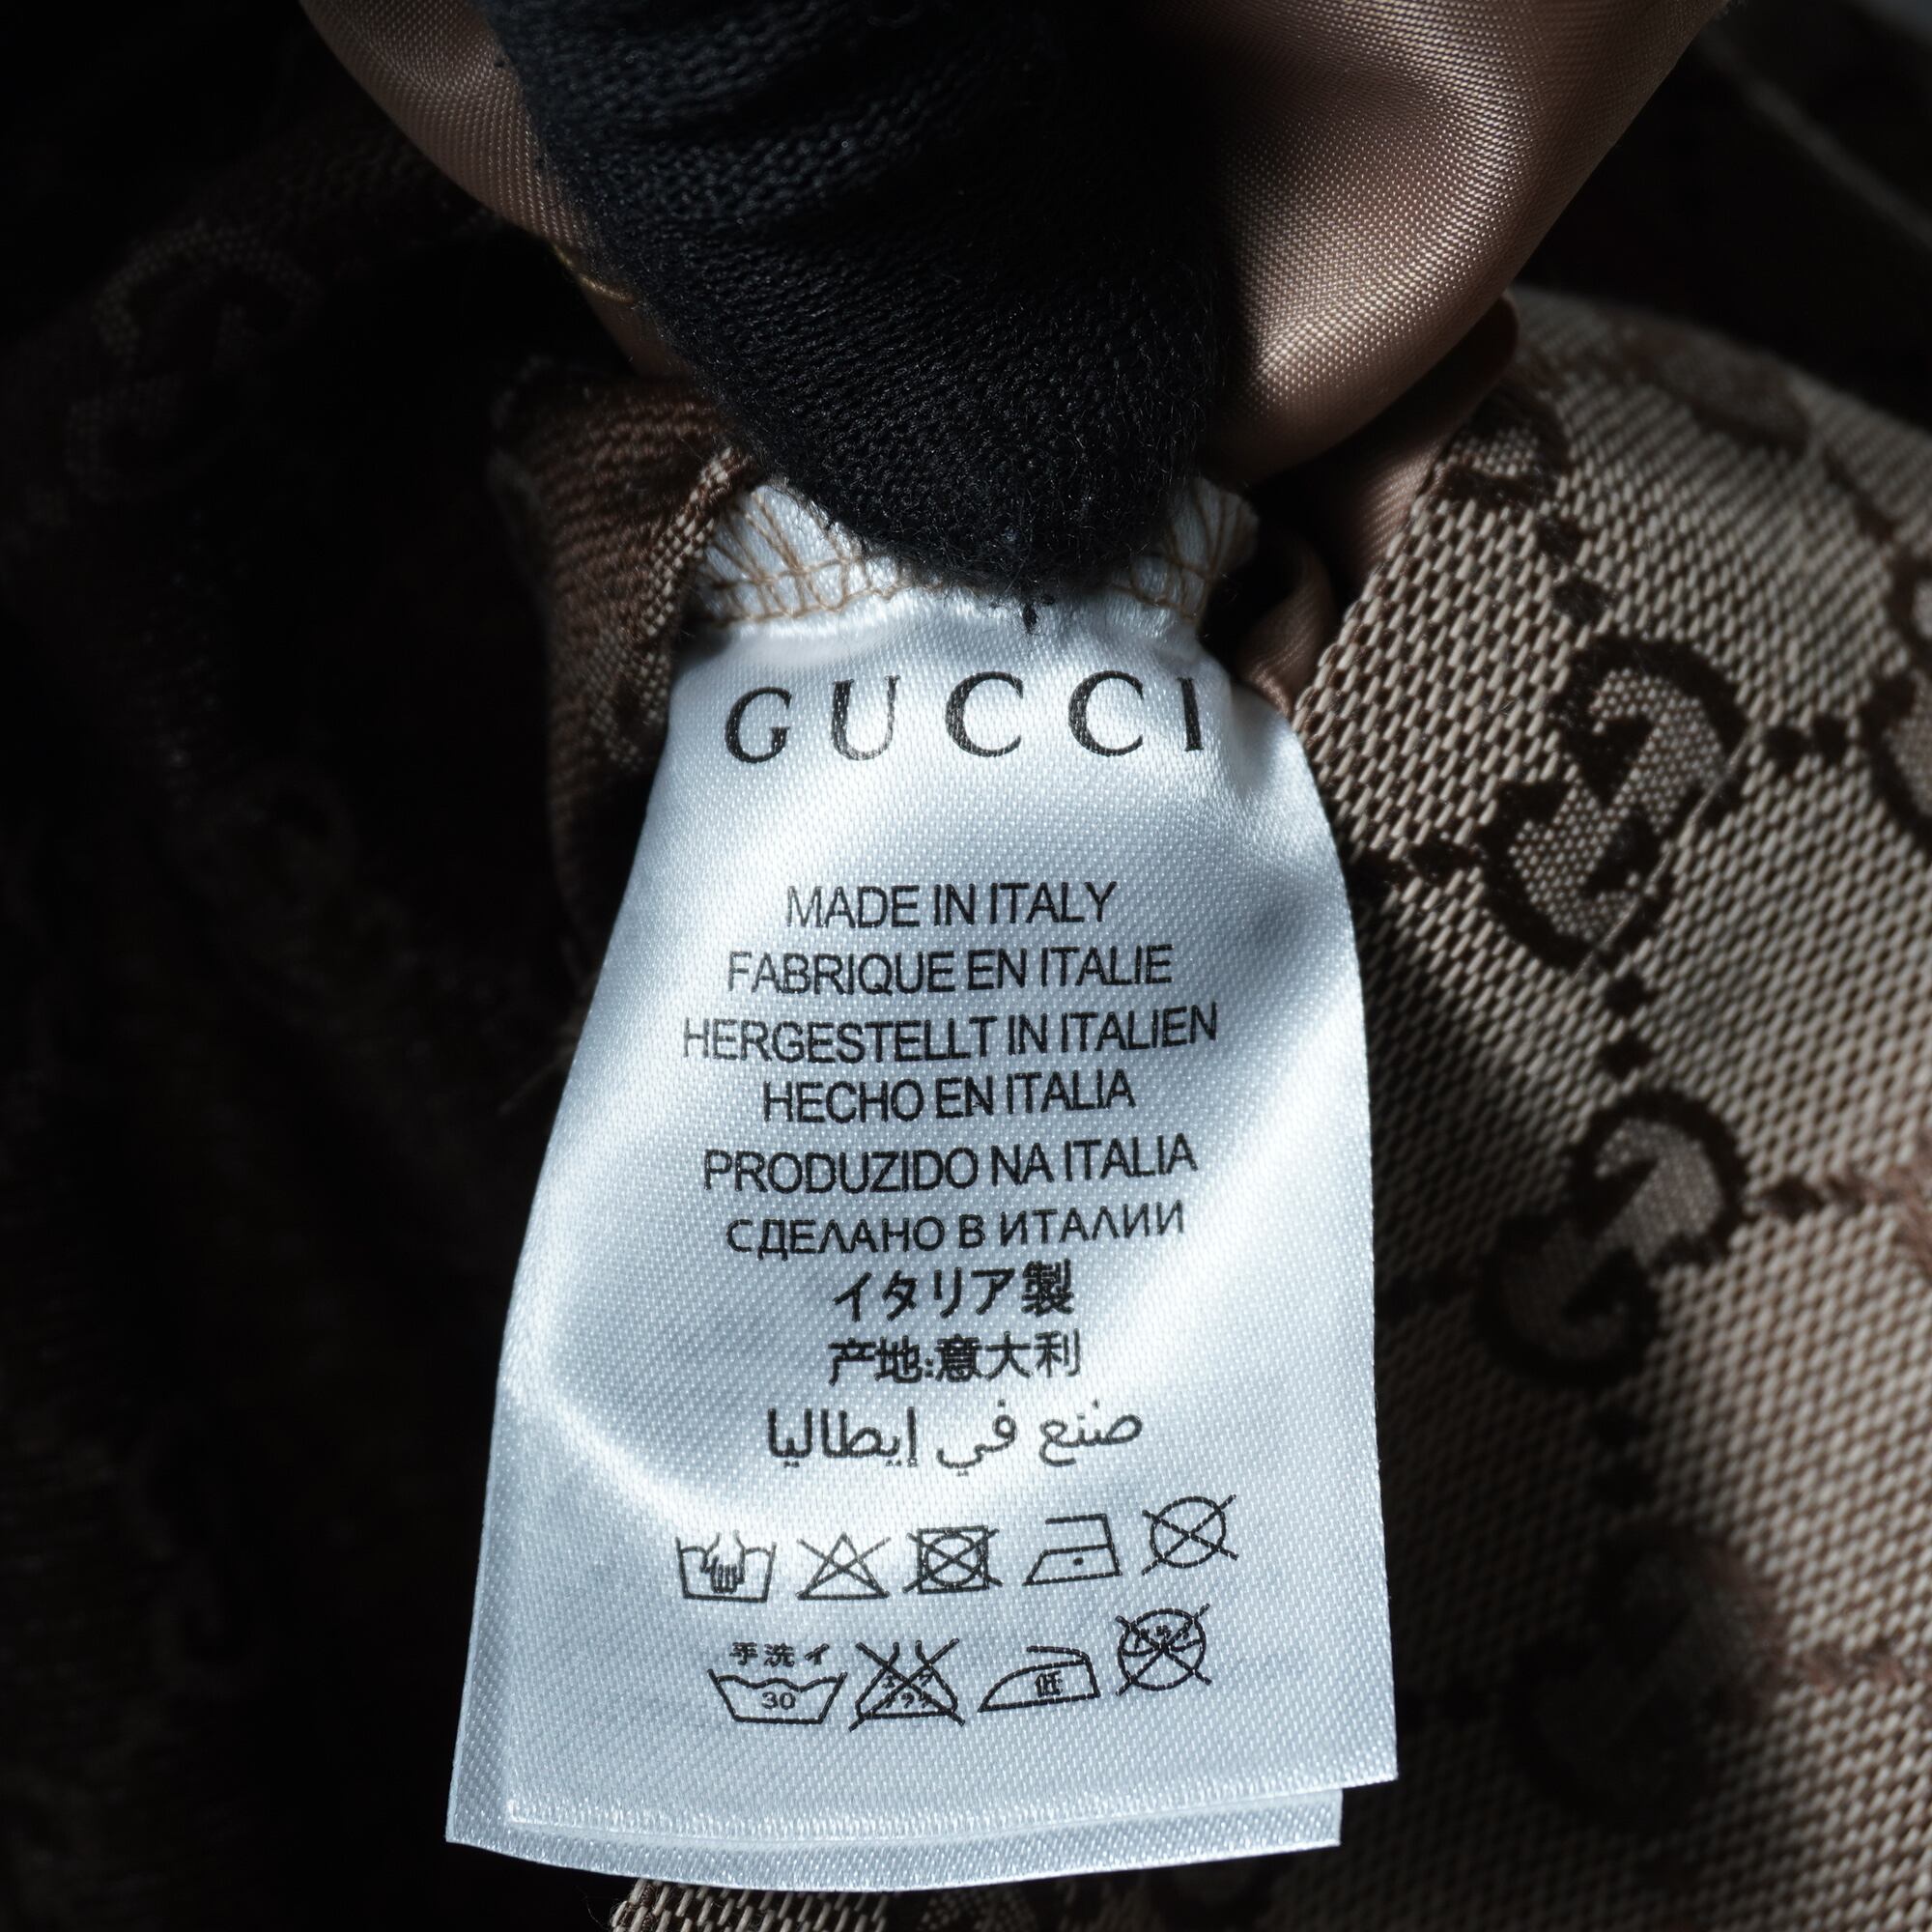 GUCCI
MADE IN ITALY
FABRIQUE EN ITALIE
HERGESTELLT IN ITALIEN
HECHO EN ITALIA
PRODUZIDO NA ITALIA
СДЕЛАНО В ИТАЛИИ
イタリア製
产地:意大利
صنع في إيطاليا
手洗イ
30
低